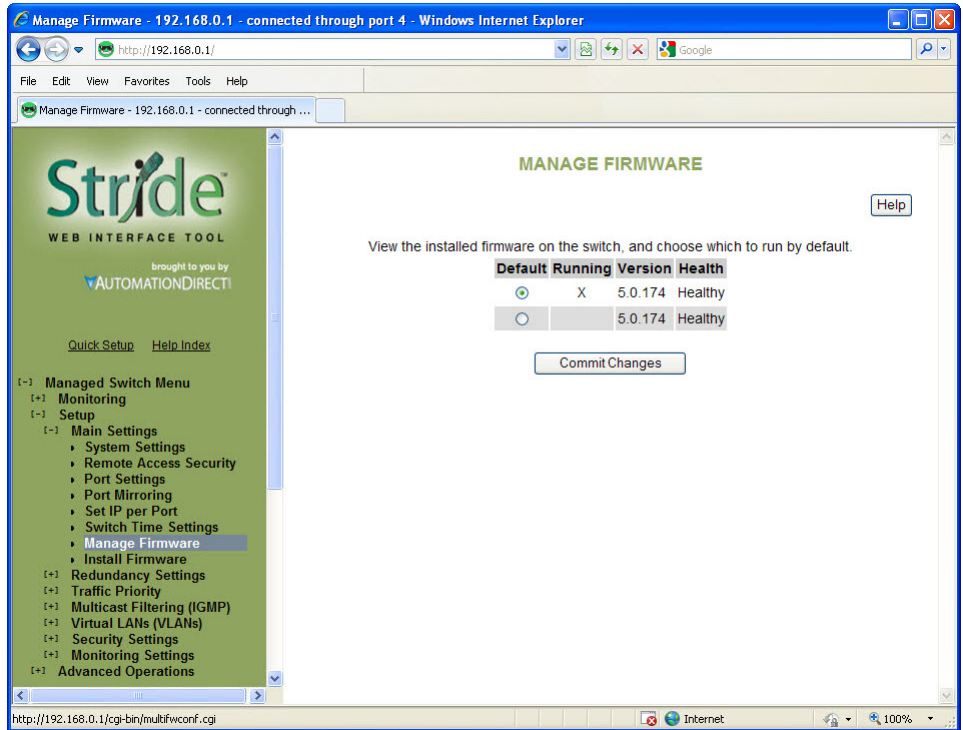 Manage Firmware - 192.168.0.1 - connected through port 4 - Windows Internet Explorer
http://192.168.0.1/
Google
File Edit View Favorites Tools Help
Manage Firmware - 192.168.0.1 - connected through ...
Stride™
WEB INTERFACE TOOL
brought to you by
AUTOMATIONDIRECT
Quick Setup Help Index
[-] Managed Switch Menu
[+] Monitoring
[-] Setup
[-] Main Settings
System Settings
Remote Access Security
Port Settings
Port Mirroring
Set IP per Port
Switch Time Settings
Manage Firmware
Install Firmware
[+] Redundancy Settings
[+] Traffic Priority
[+] Multicast Filtering (IGMP)
[+] Virtual LANs (VLANs)
[+] Security Settings
[+] Monitoring Settings
[+] Advanced Operations
MANAGE FIRMWARE
Help
View the installed firmware on the switch, and choose which to run by default.
Default Running Version Health
X 5.0.174 Healthy
5.0.174 Healthy
Commit Changes
http://192.168.0.1/cgi-bin/multifwconf.cgi
Internet
100%